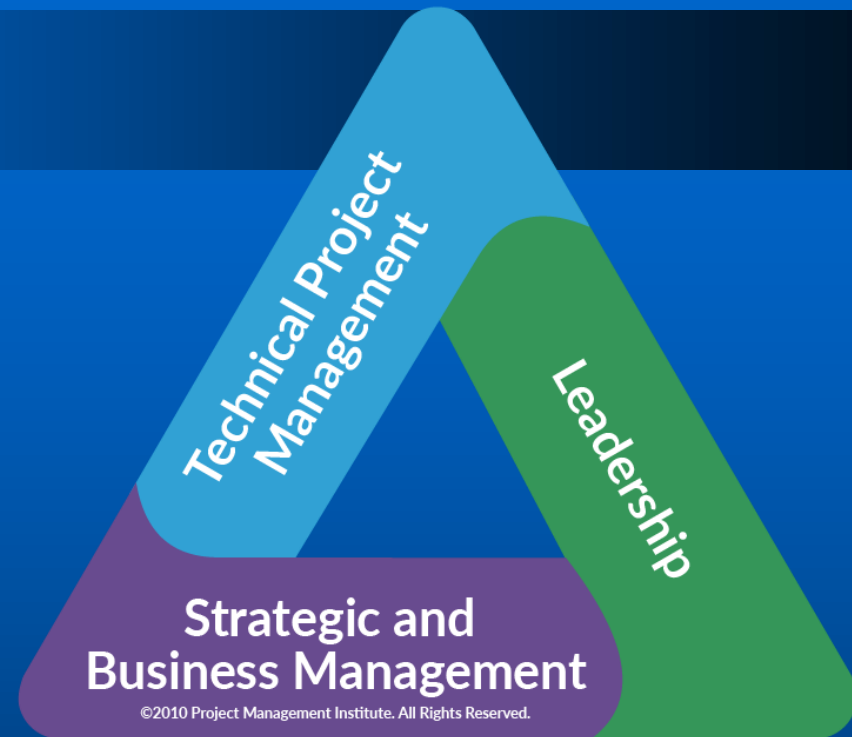 Technical Project
Management
Leadership
Strategic and
Business Management
©2010 Project Management Institute. All Rights Reserved.